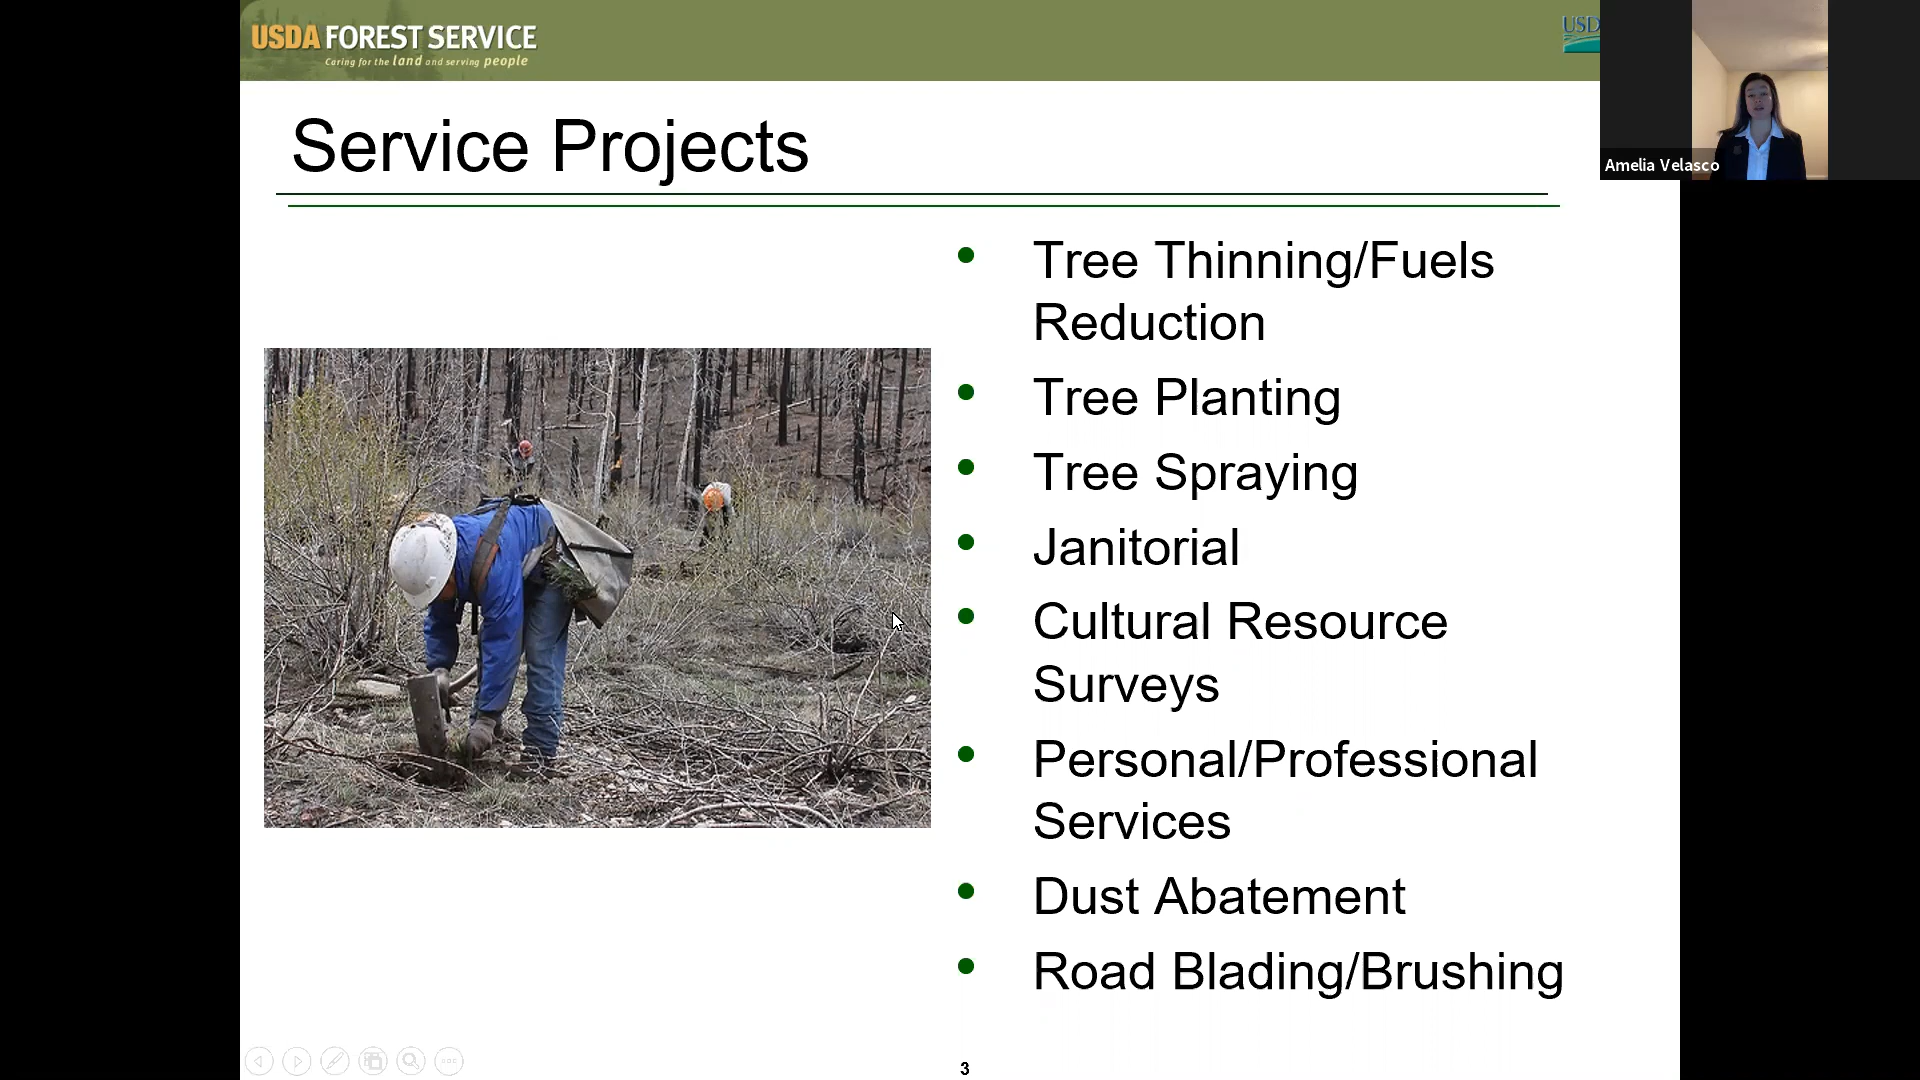 USDA FOREST SERVICE
Caring for the land and serving people
USD
Amelia Velasco
Service Projects
Tree Thinning/Fuels
Reduction
Tree Planting
Tree Spraying
Janitorial
Cultural Resource
Surveys
Personal/Professional
Services
Dust Abatement
Road Blading/Brushing
3